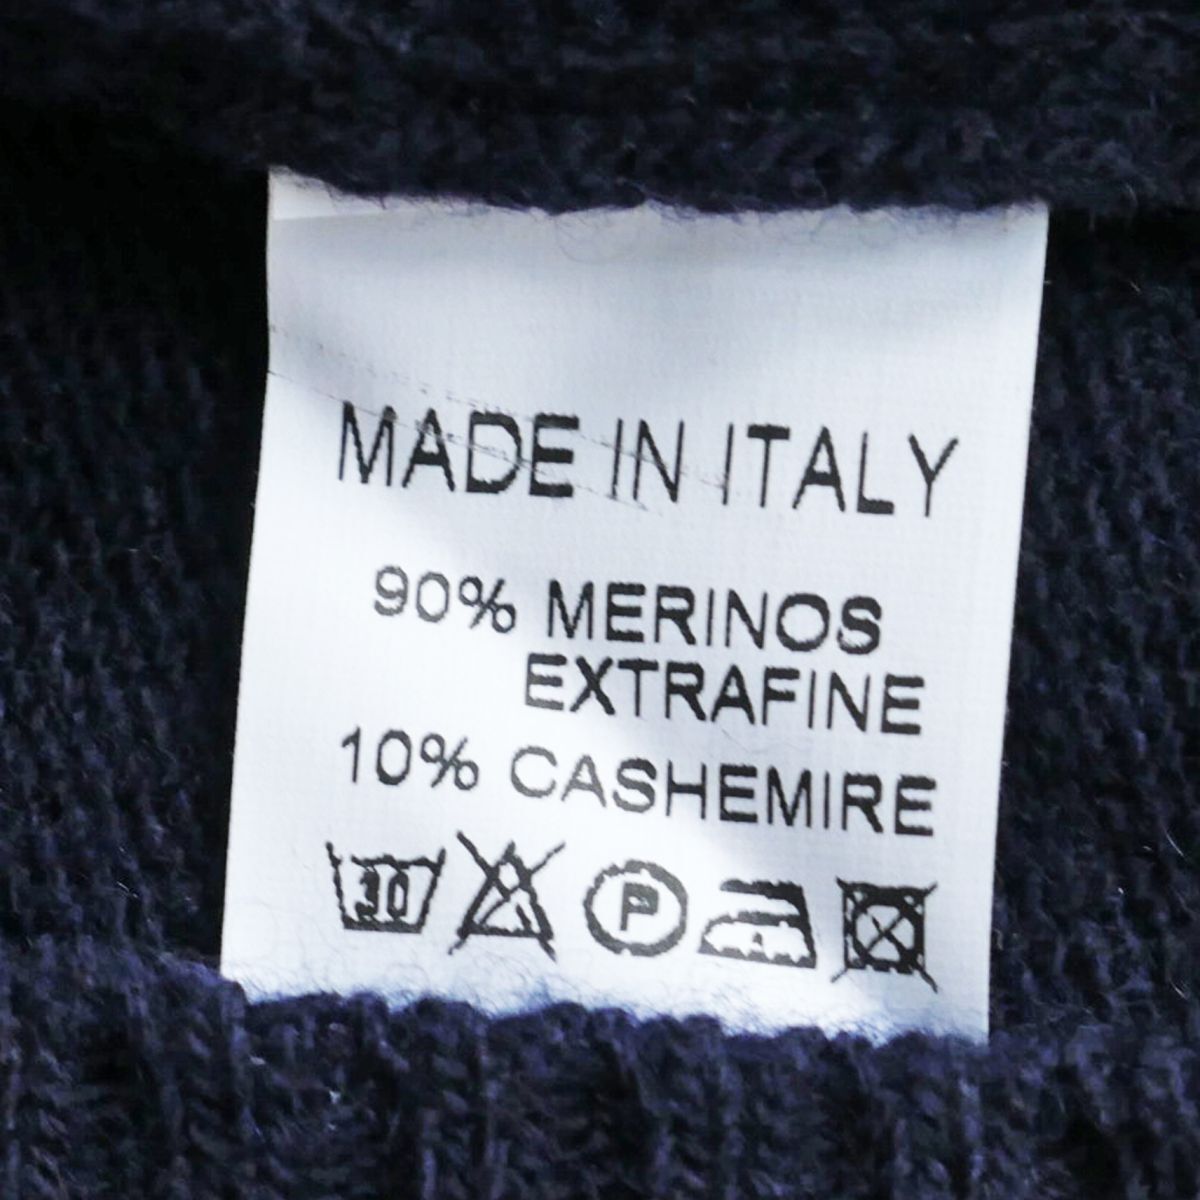 MADE IN ITALY
90% MERINOS
EXTRAFINE
10% CASHEMIRE
30 P